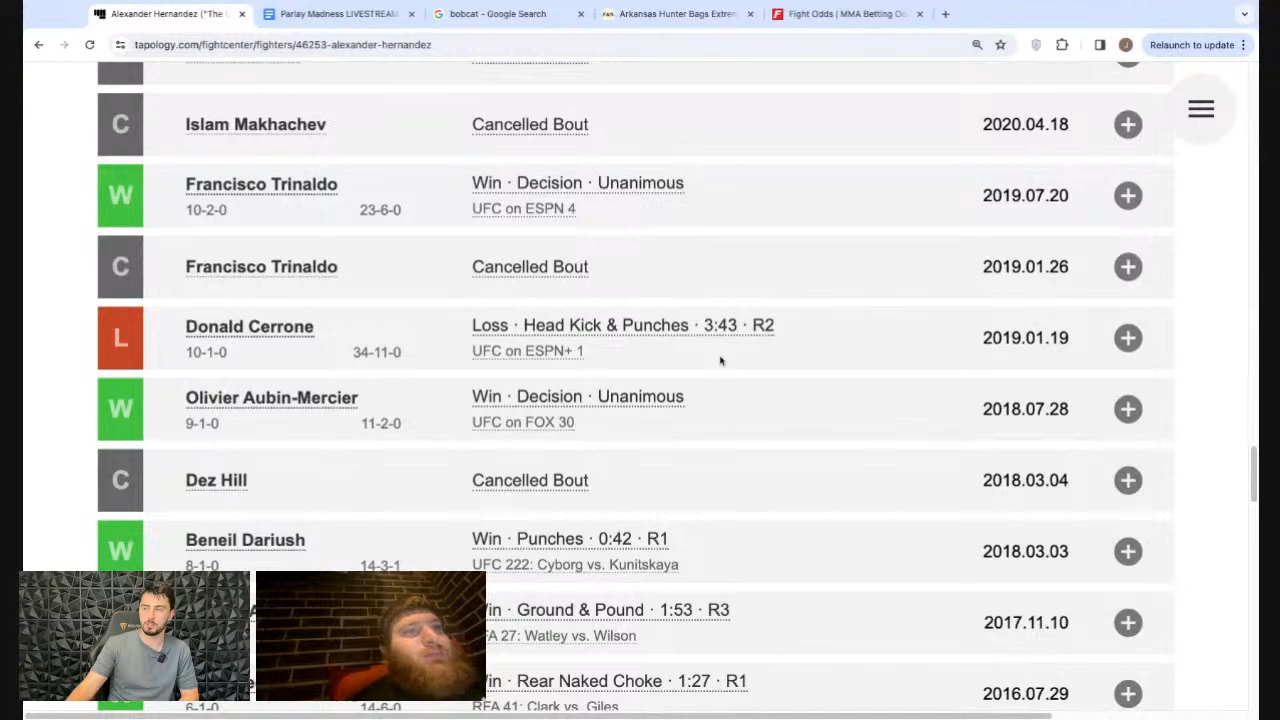 Alexander Hernandez ("The
Parlay Madness LIVESTREAM
bobcat - Google Search
Arkansas Hunter Bags Extrem
Fight Odds | MMA Betting Od
tapology.com/fightcenter/fighters/46253-alexander-hernandez
J
Relaunch to update
C
Islam Makhachev
Cancelled Bout
2020.04.18
W
Francisco Trinaldo
10-2-0
23-6-0
Win · Decision · Unanimous
UFC on ESPN 4
2019.07.20
C
Francisco Trinaldo
Cancelled Bout
2019.01.26
L
Donald Cerrone
10-1-0
34-11-0
Loss · Head Kick & Punches · 3:43 · R2
UFC on ESPN+ 1
2019.01.19
W
Olivier Aubin-Mercier
9-1-0
11-2-0
Win · Decision · Unanimous
UFC on FOX 30
2018.07.28
C
Dez Hill
Cancelled Bout
2018.03.04
W
Beneil Dariush
8-1-0
14-3-1
Win · Punches · 0:42 · R1
UFC 222: Cyborg vs. Kunitskaya
2018.03.03
in · Ground & Pound · 1:53 · R3
FA 27: Watley vs. Wilson
2017.11.10
in · Rear Naked Choke · 1:27 · R1
RFA 41: Clark vs. Giles
2016.07.29
6-1-0
14-6-0